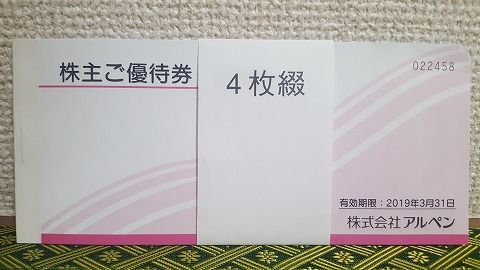 株主ご優待券
4枚綴
022458
有効期限：2019年3月31日
株式会社アルペン